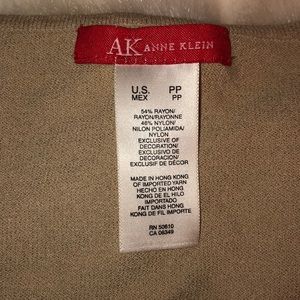 AK ANNE KLEIN
U.S. PP
MEX PP
54% RAYON/
RAYON/RAYONNE
46% NYLON/
NILON POLIAMIDA/
NYLON
EXCLUSIVE OF
DECORATION/
EXCLUSIVO DE
DECORACION/
EXCLUSIF DE DÉCOR
MADE IN HONG KONG
OF IMPORTED YARN
HECHO EN HONG
KONG DE EL HILO
IMPORTADO
FAIT DANS HONG
KONG DE FIL IMPORTE
RN 50610
CA 06349